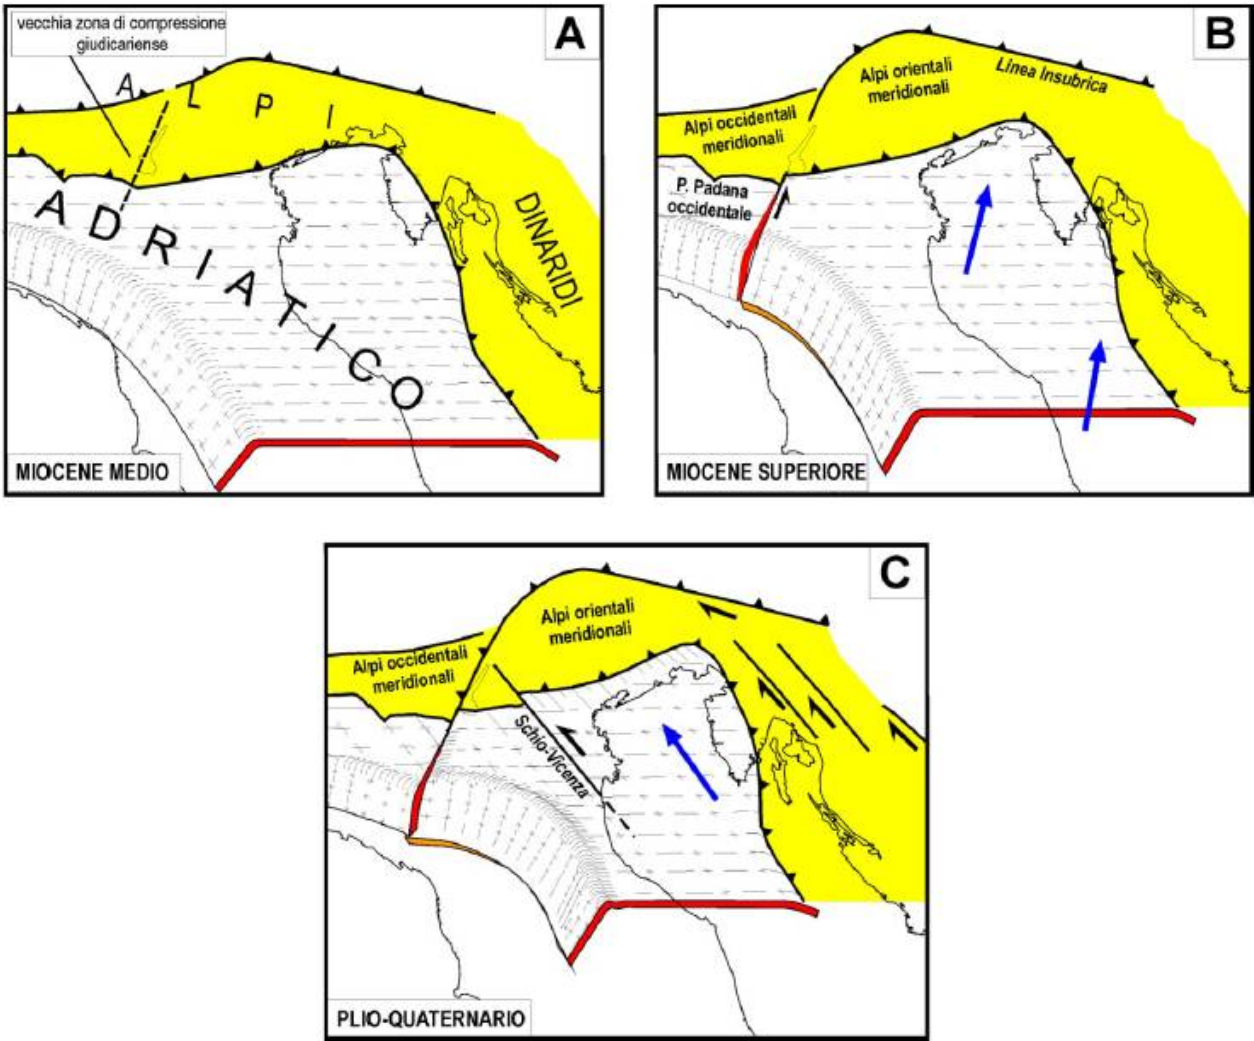 vecchia zona di compressione
giudicariense
A
A L P I
ADRIATICO
DINARIDI
MIOCENE MEDIO
B
Alpi orientali
meridionali
Linea Insubrica
Alpi occidentali
meridionali
P. Padana
occidentale
MIOCENE SUPERIORE
C
Alpi orientali
meridionali
Alpi occidentali
meridionali
Schio-Vicenza
PLIO-QUATERNARIO